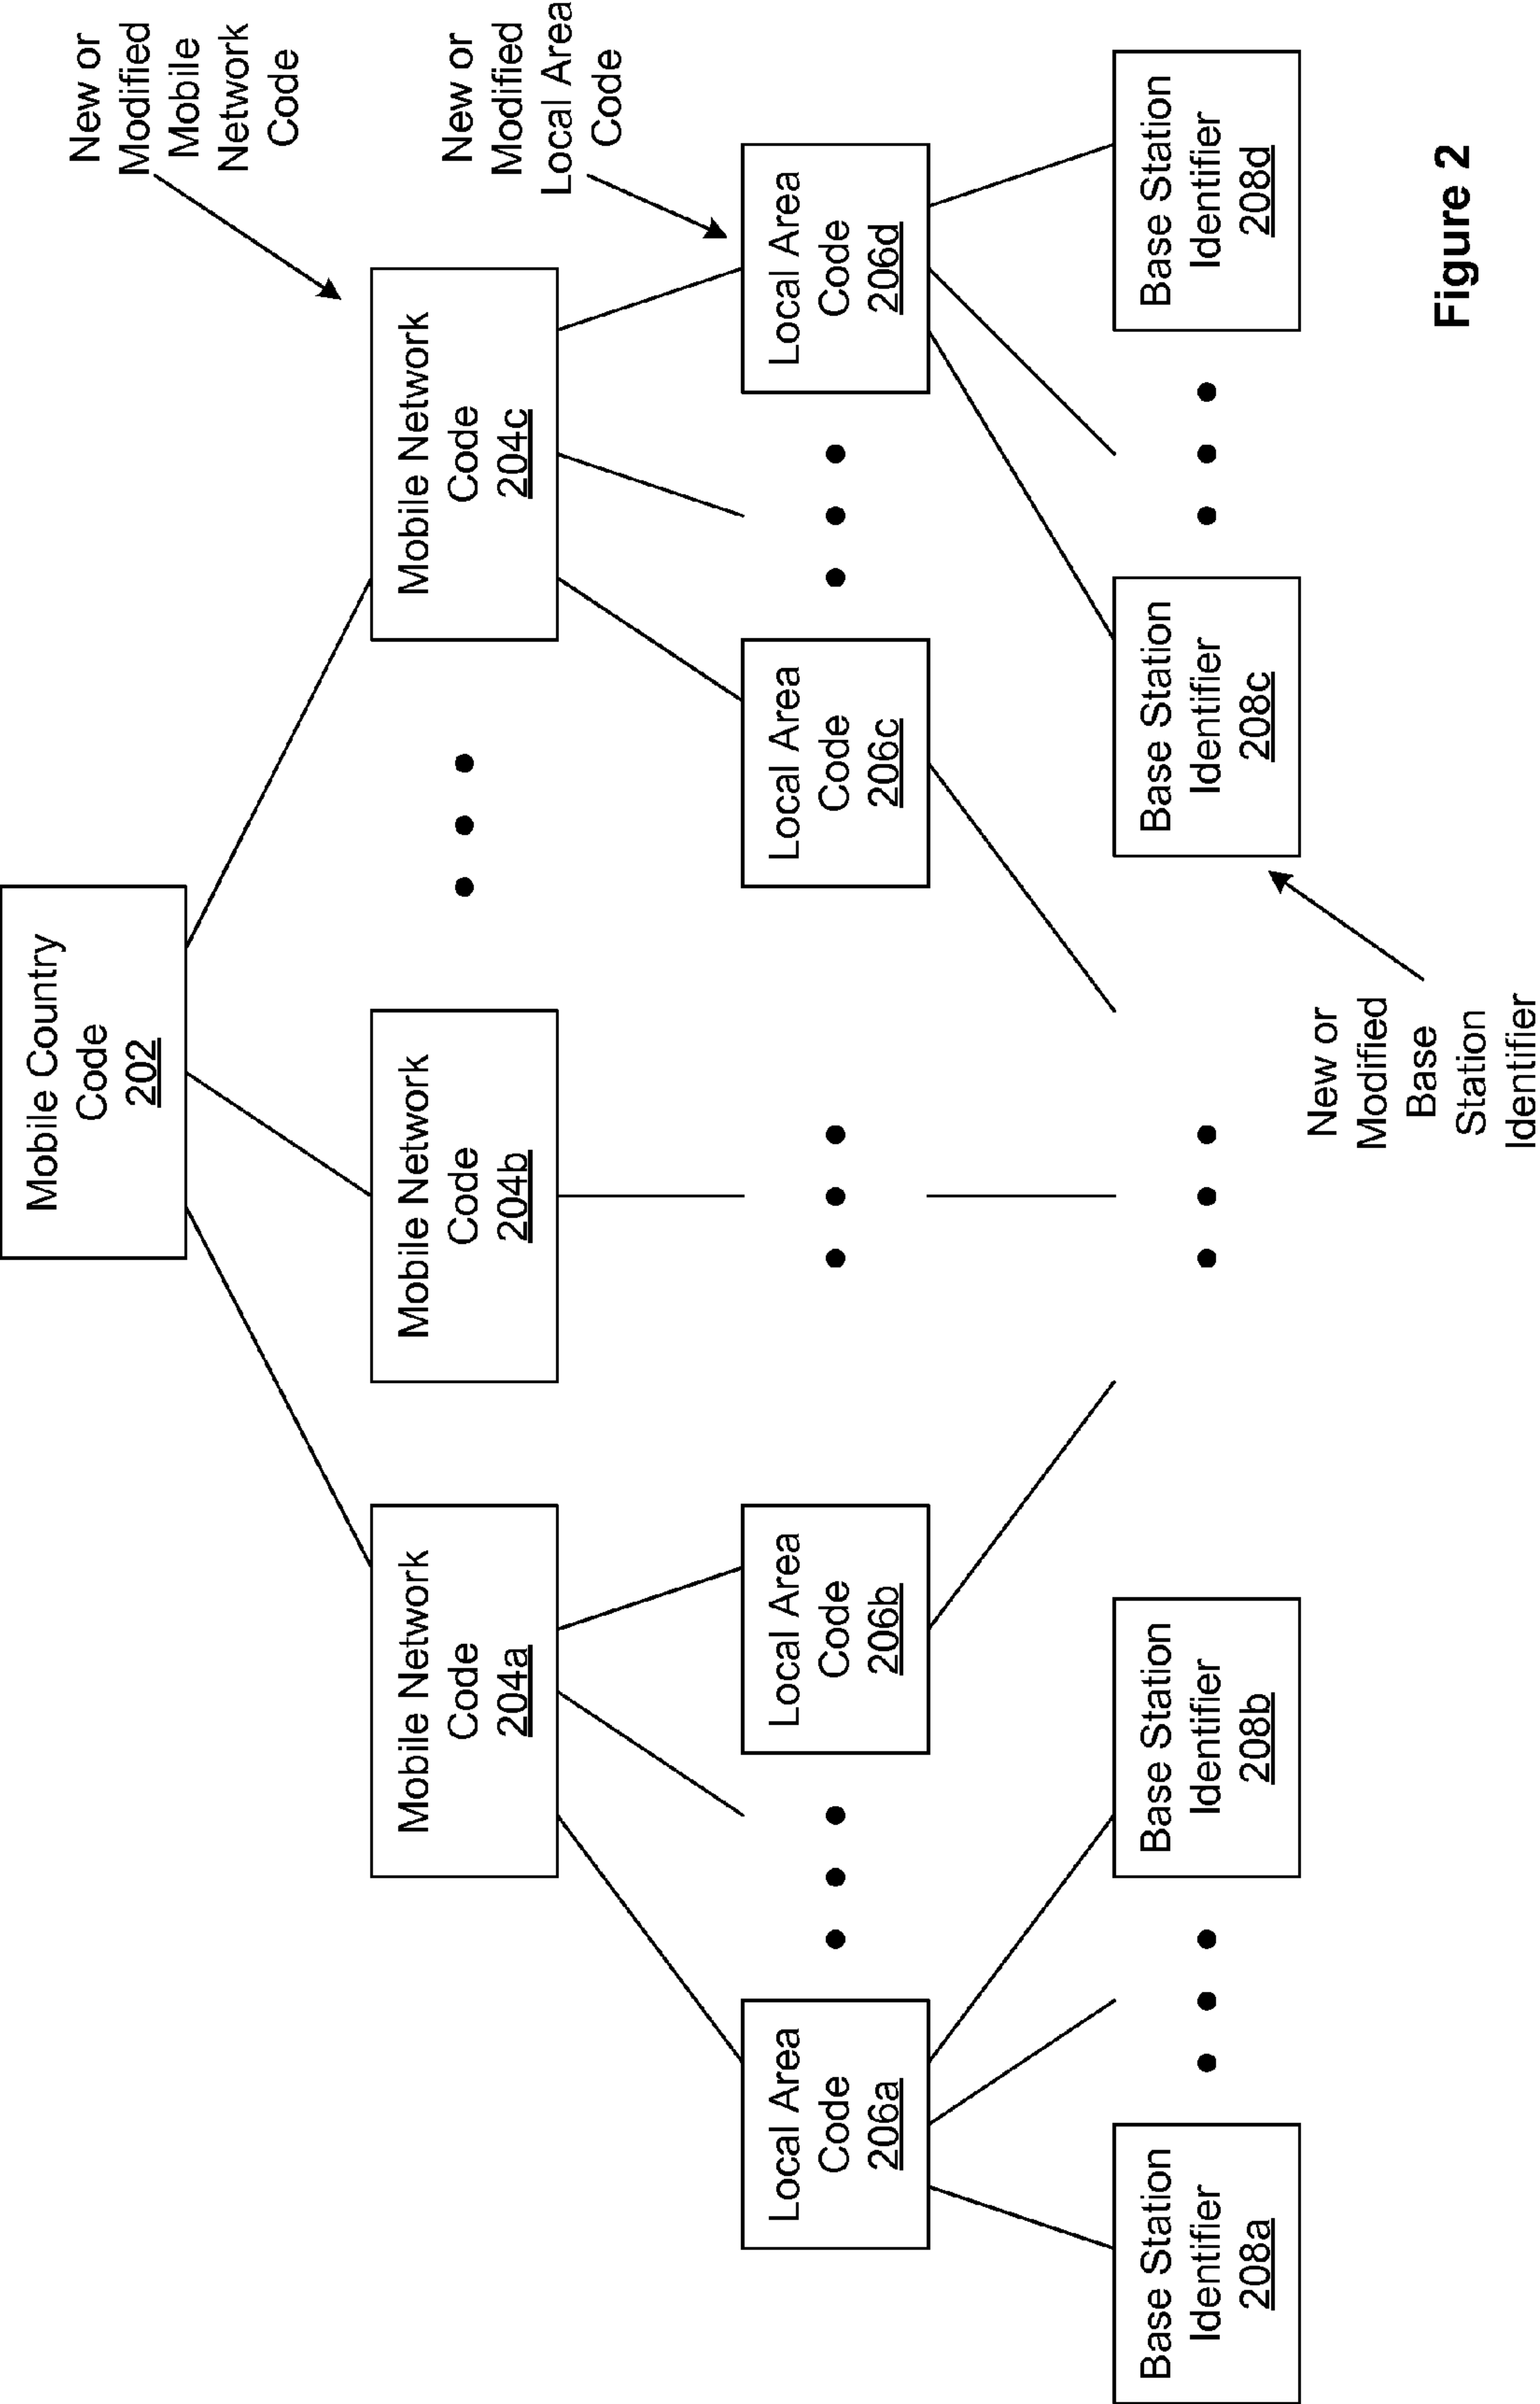 Mobile Country
Code
202
New or
Modified
Mobile
Network
Code
Mobile Network
Code
204a
Mobile Network
Code
204b
Mobile Network
Code
204c
New or
Modified
Local Area
Code
Local Area
Code
206a
Local Area
Code
206b
Local Area
Code
206c
Local Area
Code
206d
Base Station
Identifier
208a
Base Station
Identifier
208b
Base Station
Identifier
208c
Base Station
Identifier
208d
New or
Modified
Base
Station
Identifier
Figure 2